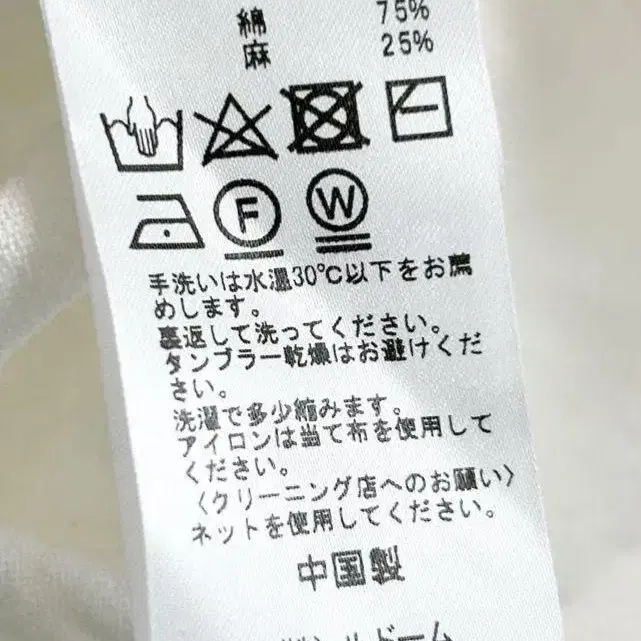 綿 75%
麻 25%
F W
手洗いは水温30℃以下をお薦
めします。
裏返して洗ってください。
タンブラー乾燥はお避けくだ
さい。
洗濯で多少縮みます。
アイロンは当て布を使用して
ください。
〈クリーニング店へのお願い〉
ネットを使用してください。
中国製